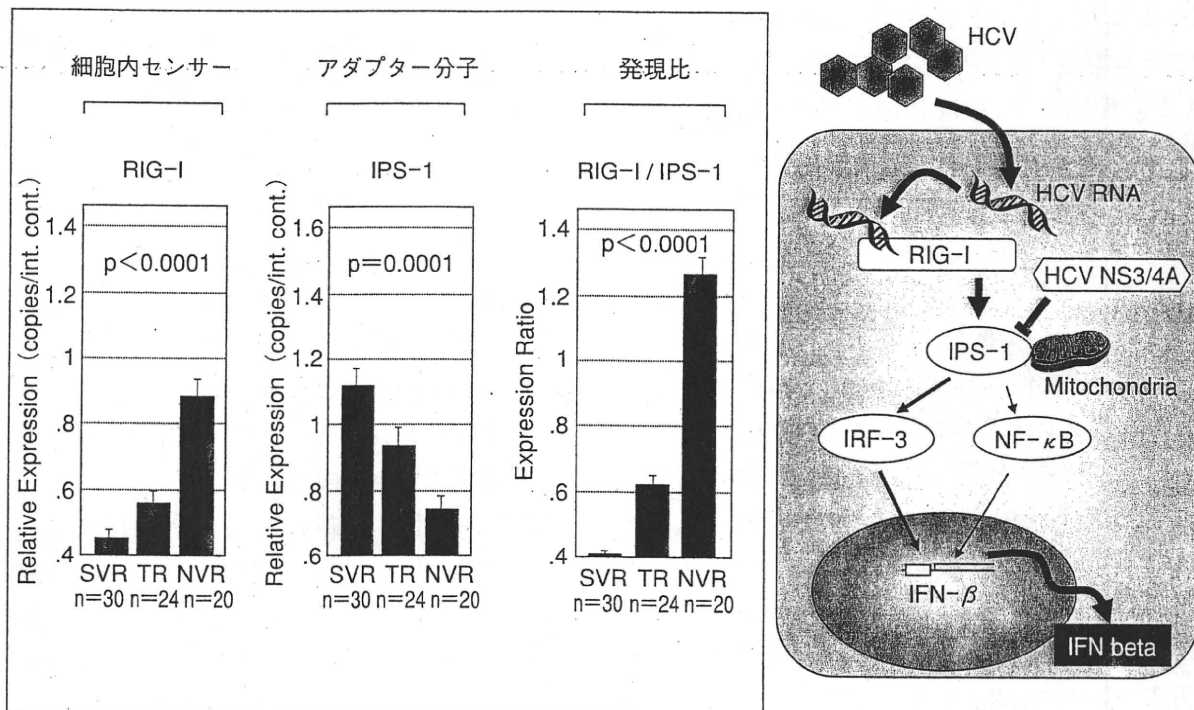 細胞内センサー
アダプター分子
発現比
RIG-I
IPS-1
RIG-I / IPS-1
Relative Expression (copies/int. cont.)
1.4
1.2
1
.8
.6
.4
p<0.0001
SVR TR NVR
n=30 n=24 n=20
Relative Expression (copies/int. cont.)
1.6
1.4
1.2
1
.8
.6
p=0.0001
SVR TR NVR
n=30 n=24 n=20
Expression Ratio
1.4
1.2
1
.8
.6
.4
p<0.0001
SVR TR NVR
n=30 n=24 n=20
HCV
HCV RNA
RIG-I
HCV NS3/4A
IPS-1
Mitochondria
IRF-3
NF-κB
IFN-β
IFN beta